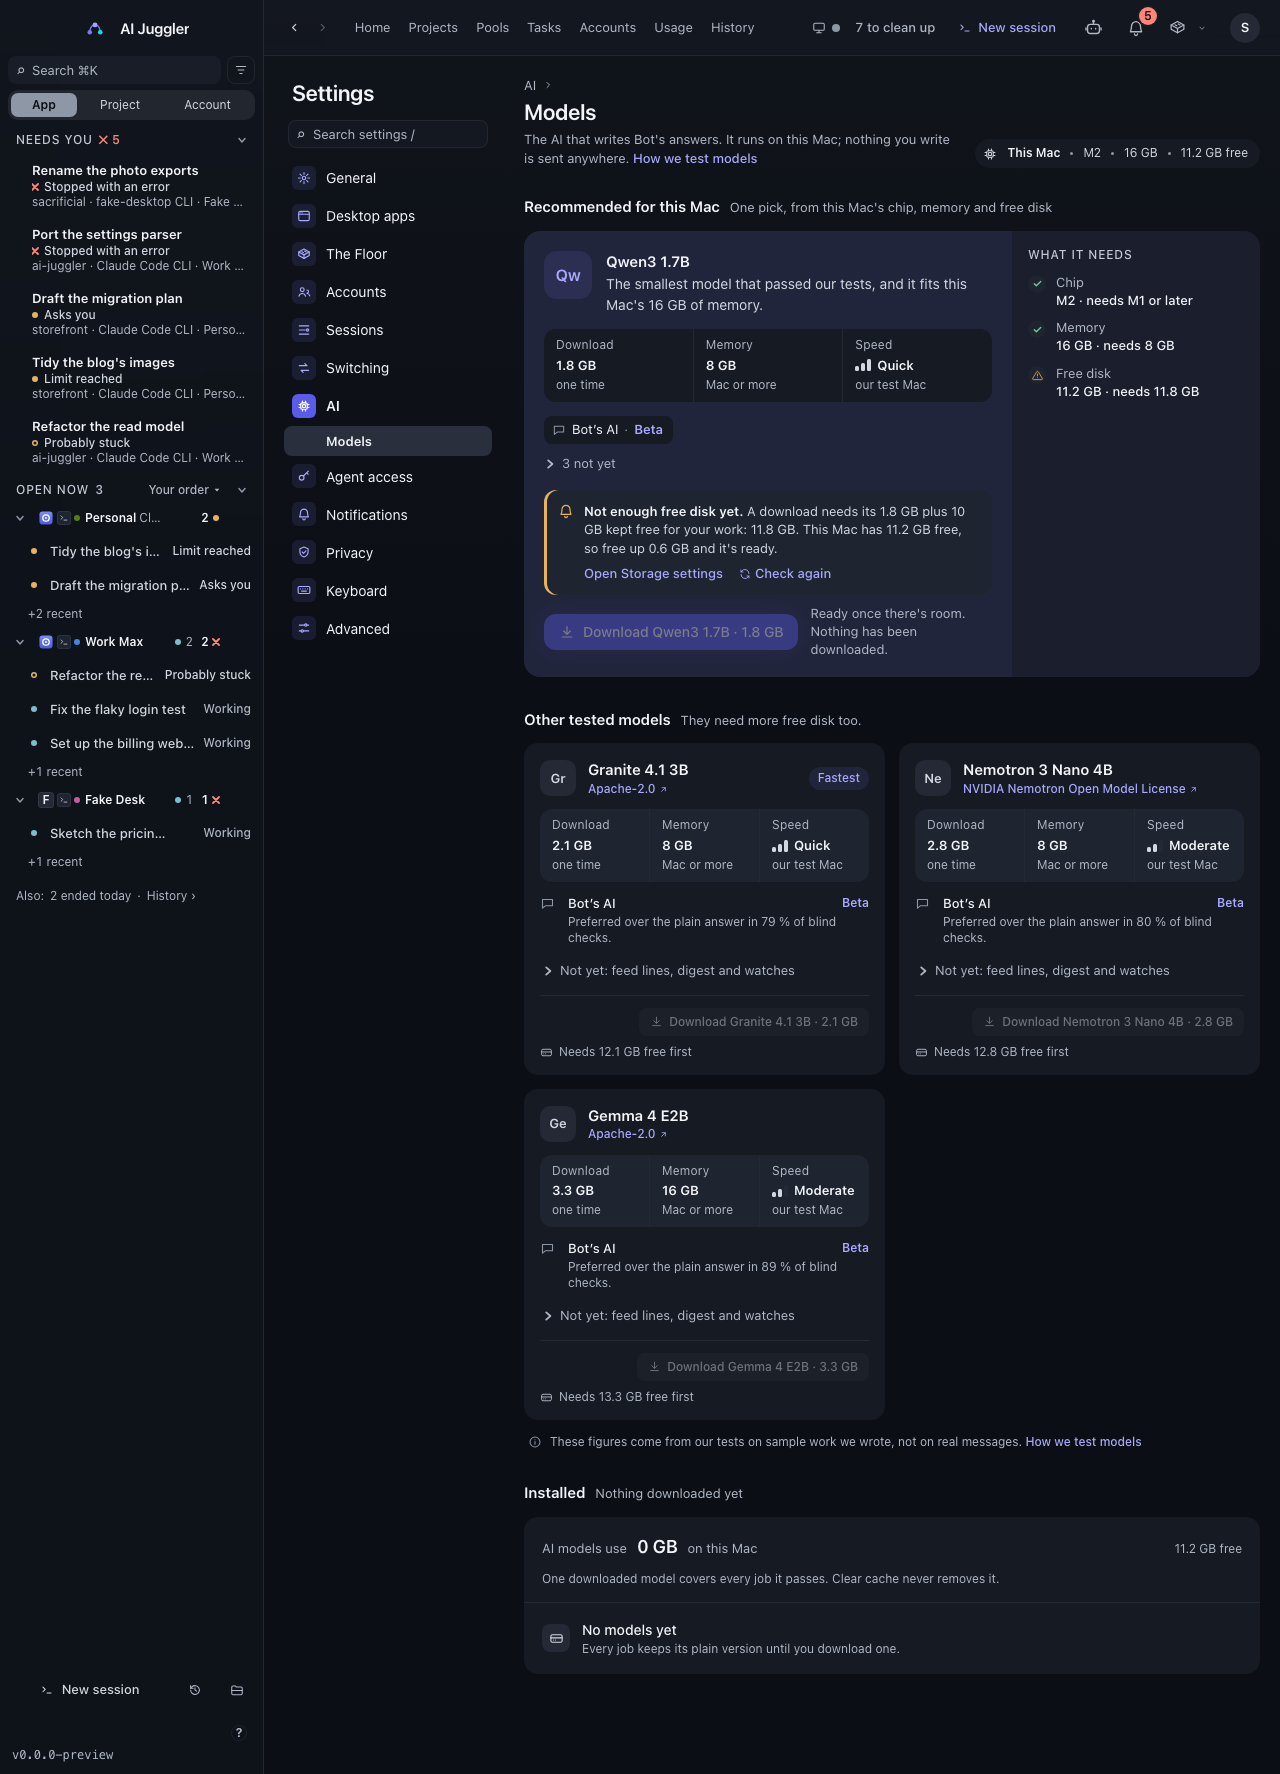 AI Juggler
Search ⌘K
App Project Account
NEEDS YOU 5
Rename the photo exports
Stopped with an error
sacrificial · fake-desktop CLI · Fake ...
Port the settings parser
Stopped with an error
ai-juggler · Claude Code CLI · Work ...
Draft the migration plan
Asks you
storefront · Claude Code CLI · Perso...
Tidy the blog's images
Limit reached
storefront · Claude Code CLI · Perso...
Refactor the read model
Probably stuck
ai-juggler · Claude Code CLI · Work ...
OPEN NOW 3 Your order
Personal Cl... 2
Tidy the blog's i... Limit reached
Draft the migration p... Asks you
+2 recent
Work Max 2 2
Refactor the re... Probably stuck
Fix the flaky login test Working
Set up the billing web... Working
+1 recent
F Fake Desk 1 1
Sketch the pricin... Working
+1 recent
Also: 2 ended today · History ›
New session
?
v0.0.0-preview
Home Projects Pools Tasks Accounts Usage History
7 to clean up
New session
5
S
Settings
Search settings /
General
Desktop apps
The Floor
Accounts
Sessions
Switching
AI
Models
Agent access
Notifications
Privacy
Keyboard
Advanced
AI ›
Models
The AI that writes Bot's answers. It runs on this Mac; nothing you write
is sent anywhere. How we test models
This Mac • M2 • 16 GB • 11.2 GB free
Recommended for this Mac One pick, from this Mac's chip, memory and free disk
Qw
Qwen3 1.7B
The smallest model that passed our tests, and it fits this
Mac's 16 GB of memory.
Download Memory Speed
1.8 GB 8 GB Quick
one time Mac or more our test Mac
Bot's AI · Beta
3 not yet
Not enough free disk yet. A download needs its 1.8 GB plus 10
GB kept free for your work: 11.8 GB. This Mac has 11.2 GB free,
so free up 0.6 GB and it's ready.
Open Storage settings Check again
Download Qwen3 1.7B · 1.8 GB
Ready once there's room.
Nothing has been
downloaded.
WHAT IT NEEDS
Chip
M2 · needs M1 or later
Memory
16 GB · needs 8 GB
Free disk
11.2 GB · needs 11.8 GB
Other tested models They need more free disk too.
Gr
Granite 4.1 3B
Apache-2.0 ↗
Fastest
Download Memory Speed
2.1 GB 8 GB Quick
one time Mac or more our test Mac
Bot's AI Beta
Preferred over the plain answer in 79 % of blind
checks.
Not yet: feed lines, digest and watches
Download Granite 4.1 3B · 2.1 GB
Needs 12.1 GB free first
Ne
Nemotron 3 Nano 4B
NVIDIA Nemotron Open Model License ↗
Download Memory Speed
2.8 GB 8 GB Moderate
one time Mac or more our test Mac
Bot's AI Beta
Preferred over the plain answer in 80 % of blind
checks.
Not yet: feed lines, digest and watches
Download Nemotron 3 Nano 4B · 2.8 GB
Needs 12.8 GB free first
Ge
Gemma 4 E2B
Apache-2.0 ↗
Download Memory Speed
3.3 GB 16 GB Moderate
one time Mac or more our test Mac
Bot's AI Beta
Preferred over the plain answer in 89 % of blind
checks.
Not yet: feed lines, digest and watches
Download Gemma 4 E2B · 3.3 GB
Needs 13.3 GB free first
These figures come from our tests on sample work we wrote, not on real messages. How we test models
Installed Nothing downloaded yet
AI models use 0 GB on this Mac 11.2 GB free
One downloaded model covers every job it passes. Clear cache never removes it.
No models yet
Every job keeps its plain version until you download one.